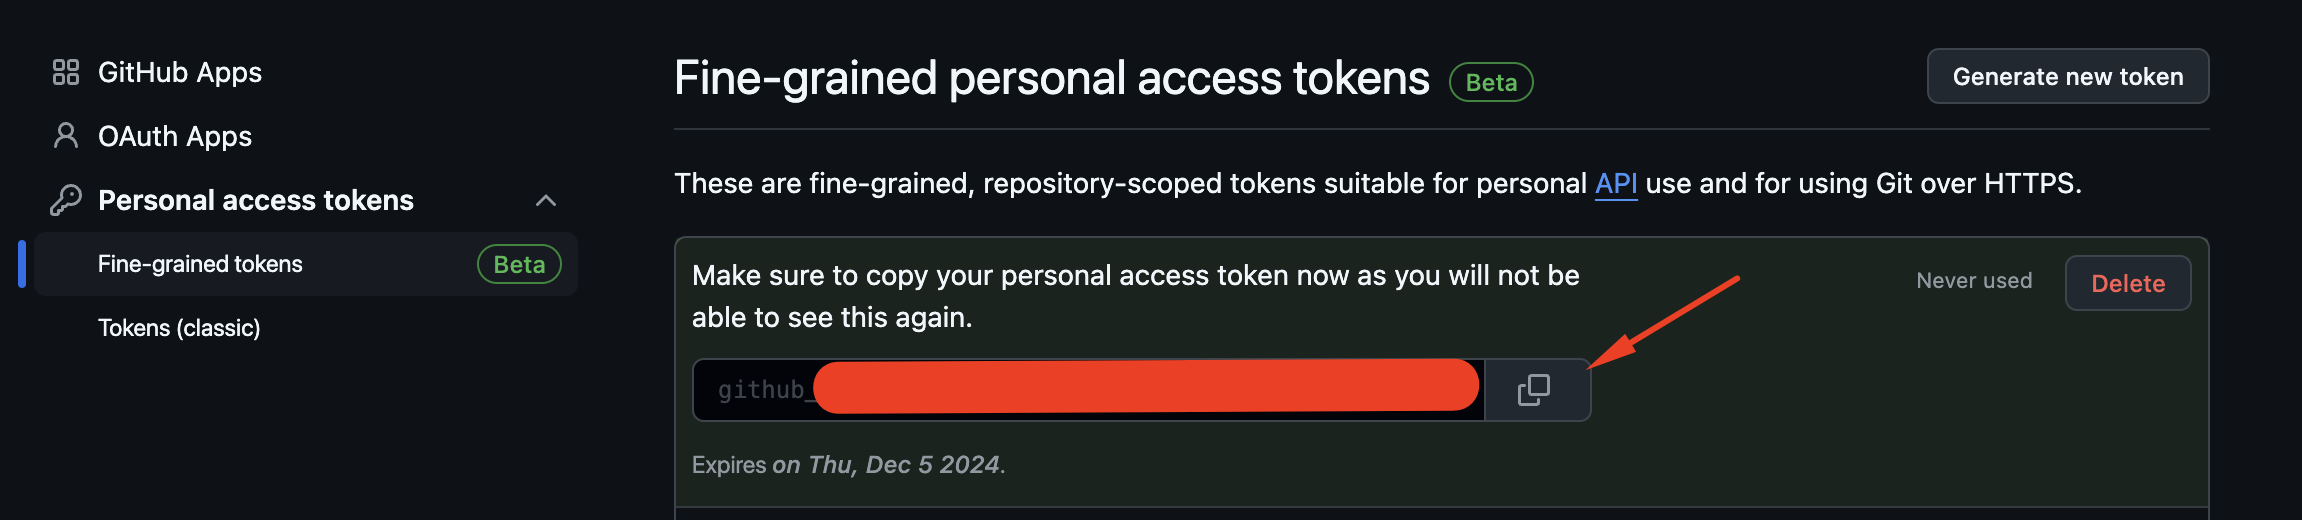 GitHub Apps
OAuth Apps
Personal access tokens
Fine-grained tokens Beta
Tokens (classic)
Fine-grained personal access tokens Beta
Generate new token
These are fine-grained, repository-scoped tokens suitable for personal API use and for using Git over HTTPS.
Make sure to copy your personal access token now as you will not be
able to see this again.
Never used
Delete
github_
Expires on Thu, Dec 5 2024.